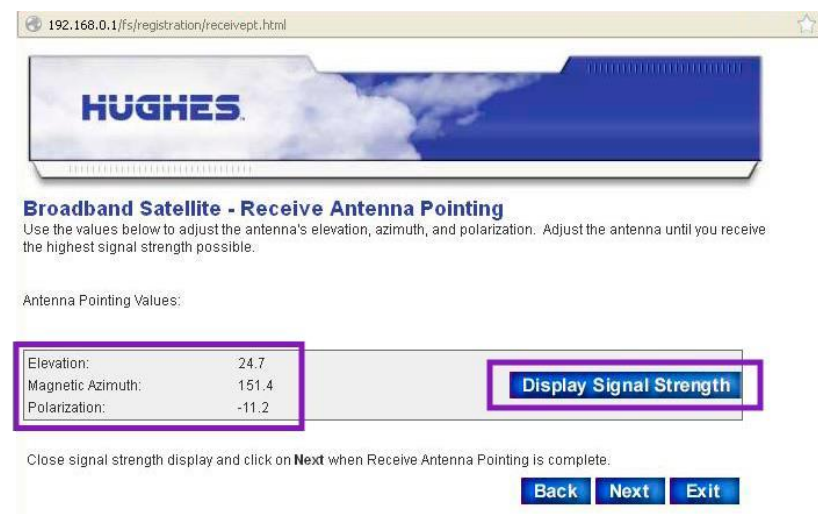 192.168.0.1/fs/registration/receivept.html
HUGHES.
Broadband Satellite - Receive Antenna Pointing
Use the values below to adjust the antenna's elevation, azimuth, and polarization. Adjust the antenna until you receive
the highest signal strength possible.
Antenna Pointing Values:
Elevation: 24.7
Magnetic Azimuth: 151.4
Polarization: -11.2
Display Signal Strength
Close signal strength display and click on Next when Receive Antenna Pointing is complete.
Back Next Exit